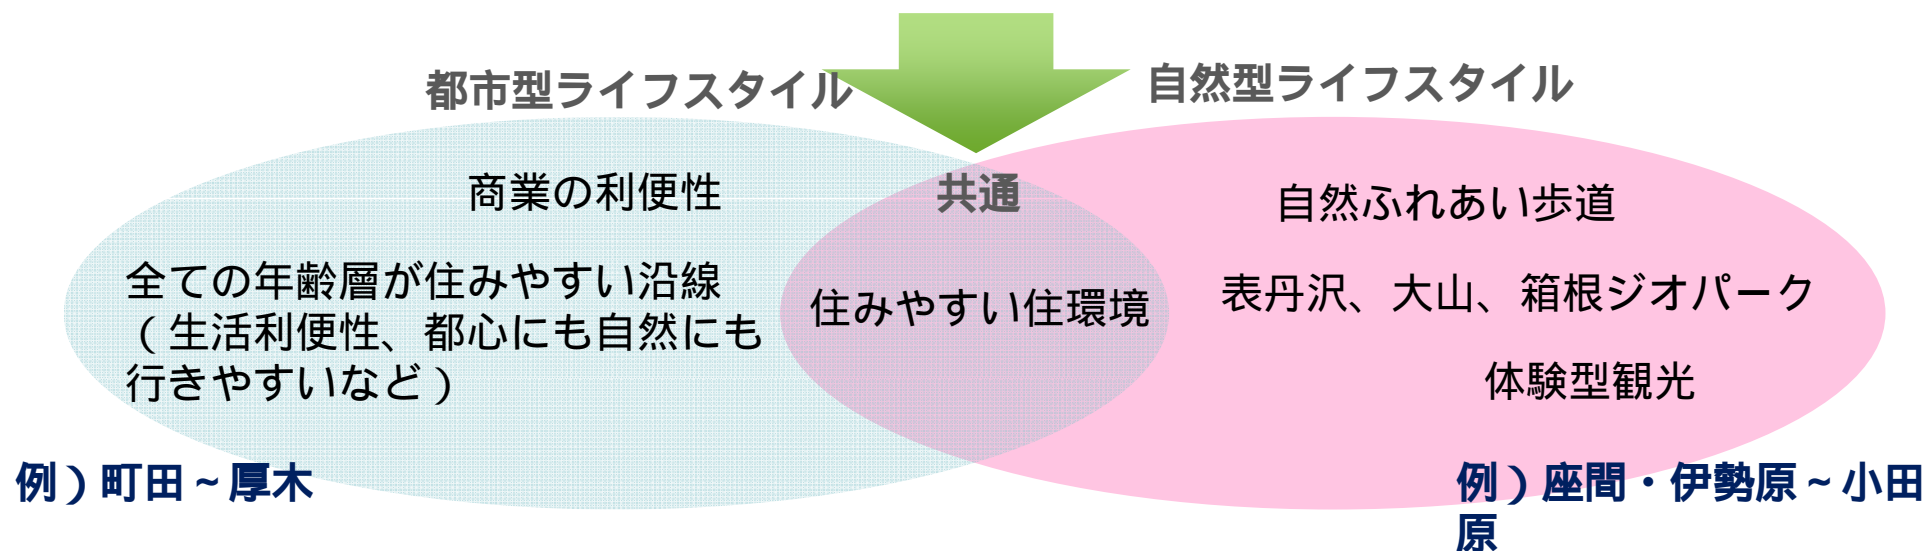 都市型ライフスタイル
自然型ライフスタイル
商業の利便性
共通
自然ふれあい歩道
全ての年齢層が住みやすい沿線
（生活利便性、都心にも自然にも
行きやすいなど）
住みやすい住環境
表丹沢、大山、箱根ジオパーク
体験型観光
例）町田～厚木
例）座間・伊勢原～小田
原